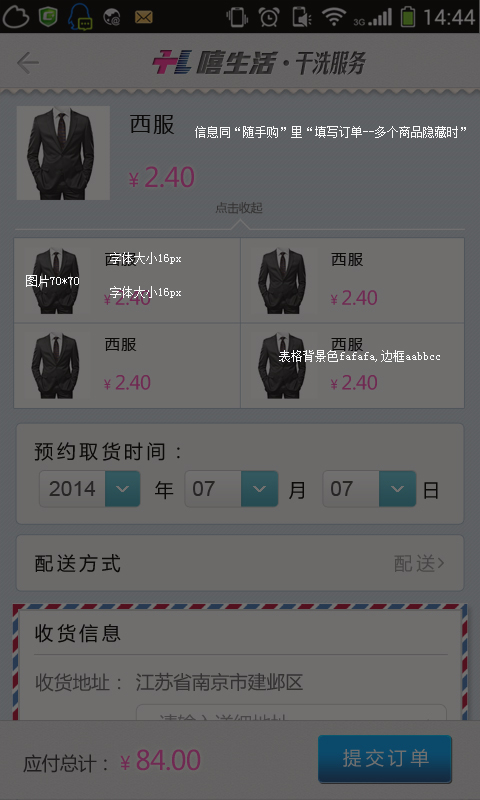 3G 14:44
嘻生活·干洗服务
西服
信息同“随手购”里“填写订单--多个商品隐藏时”
¥ 2.40
点击收起
西服 字体大小16px
西服
图片70*70
¥ 2.40 字体大小16px
¥ 2.40
西服
西服
表格背景色fafafa,边框aabbcc
¥ 2.40
¥ 2.40
预约取货时间：
2014 年 07 月 07 日
配送方式 配送>
收货信息
收货地址： 江苏省南京市建邺区
请输入详细地址
应付总计： ¥ 84.00 提交订单